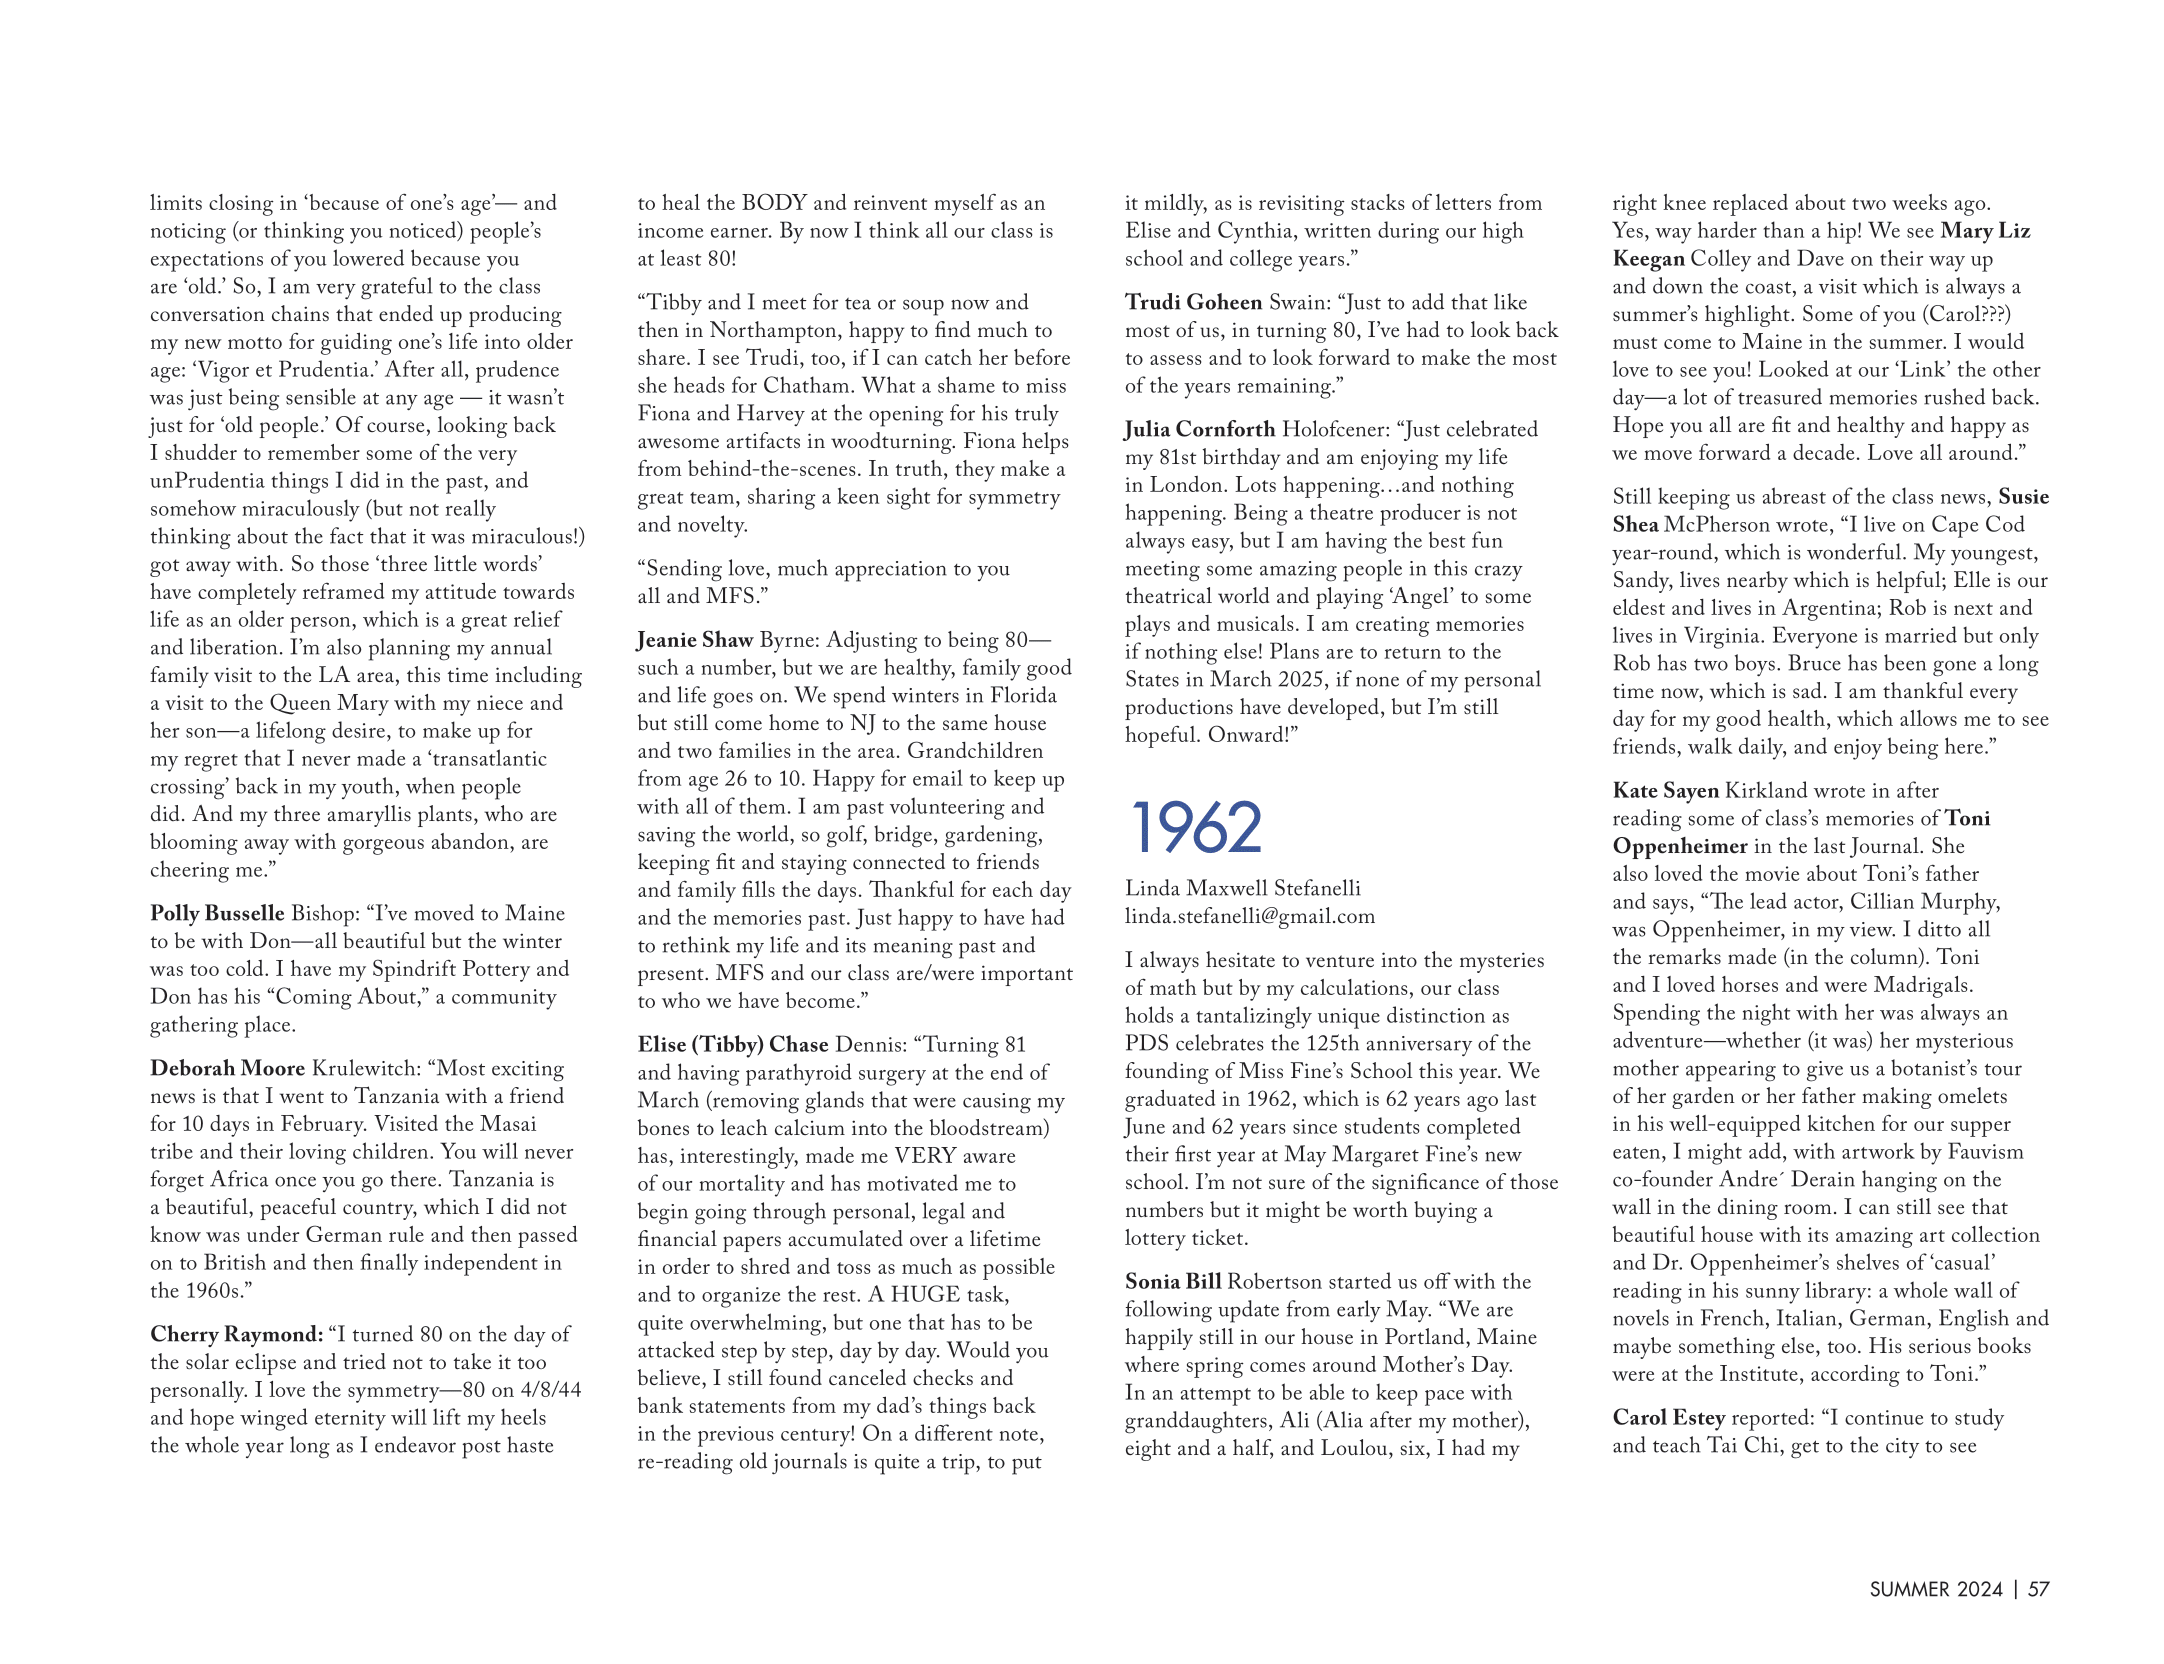 limits closing in ‘because of one’s age’— and
noticing (or thinking you noticed) people’s
expectations of you lowered because you
are ‘old.’ So, I am very grateful to the class
conversation chains that ended up producing
my new motto for guiding one’s life into older
age: ‘Vigor et Prudentia.’ After all, prudence
was just being sensible at any age — it wasn’t
just for ‘old people.’ Of course, looking back
I shudder to remember some of the very
unPrudentia things I did in the past, and
somehow miraculously (but not really
thinking about the fact that it was miraculous!)
got away with. So those ‘three little words’
have completely reframed my attitude towards
life as an older person, which is a great relief
and liberation. I’m also planning my annual
family visit to the LA area, this time including
a visit to the Queen Mary with my niece and
her son—a lifelong desire, to make up for
my regret that I never made a ‘transatlantic
crossing’ back in my youth, when people
did. And my three amaryllis plants, who are
blooming away with gorgeous abandon, are
cheering me.”
Polly Busselle Bishop: “I’ve moved to Maine
to be with Don—all beautiful but the winter
was too cold. I have my Spindrift Pottery and
Don has his “Coming About,” a community
gathering place.
Deborah Moore Krulewitch: “Most exciting
news is that I went to Tanzania with a friend
for 10 days in February. Visited the Masai
tribe and their loving children. You will never
forget Africa once you go there. Tanzania is
a beautiful, peaceful country, which I did not
know was under German rule and then passed
on to British and then finally independent in
the 1960s.”
Cherry Raymond: “I turned 80 on the day of
the solar eclipse and tried not to take it too
personally. I love the symmetry—80 on 4/8/44
and hope winged eternity will lift my heels
the whole year long as I endeavor post haste
to heal the BODY and reinvent myself as an
income earner. By now I think all our class is
at least 80!
“Tibby and I meet for tea or soup now and
then in Northampton, happy to find much to
share. I see Trudi, too, if I can catch her before
she heads for Chatham. What a shame to miss
Fiona and Harvey at the opening for his truly
awesome artifacts in woodturning. Fiona helps
from behind-the-scenes. In truth, they make a
great team, sharing a keen sight for symmetry
and novelty.
“Sending love, much appreciation to you
all and MFS.”
Jeanie Shaw Byrne: Adjusting to being 80—
such a number, but we are healthy, family good
and life goes on. We spend winters in Florida
but still come home to NJ to the same house
and two families in the area. Grandchildren
from age 26 to 10. Happy for email to keep up
with all of them. I am past volunteering and
saving the world, so golf, bridge, gardening,
keeping fit and staying connected to friends
and family fills the days. Thankful for each day
and the memories past. Just happy to have had
to rethink my life and its meaning past and
present. MFS and our class are/were important
to who we have become.”
Elise (Tibby) Chase Dennis: “Turning 81
and having parathyroid surgery at the end of
March (removing glands that were causing my
bones to leach calcium into the bloodstream)
has, interestingly, made me VERY aware
of our mortality and has motivated me to
begin going through personal, legal and
financial papers accumulated over a lifetime
in order to shred and toss as much as possible
and to organize the rest. A HUGE task,
quite overwhelming, but one that has to be
attacked step by step, day by day. Would you
believe, I still found canceled checks and
bank statements from my dad’s things back
in the previous century! On a different note,
re-reading old journals is quite a trip, to put
it mildly, as is revisiting stacks of letters from
Elise and Cynthia, written during our high
school and college years.”
Trudi Goheen Swain: “Just to add that like
most of us, in turning 80, I’ve had to look back
to assess and to look forward to make the most
of the years remaining.”
Julia Cornforth Holofcener: “Just celebrated
my 81st birthday and am enjoying my life
in London. Lots happening…and nothing
happening. Being a theatre producer is not
always easy, but I am having the best fun
meeting some amazing people in this crazy
theatrical world and playing ‘Angel’ to some
plays and musicals. I am creating memories
if nothing else! Plans are to return to the
States in March 2025, if none of my personal
productions have developed, but I’m still
hopeful. Onward!”
1962
Linda Maxwell Stefanelli
linda.stefanelli@gmail.com
I always hesitate to venture into the mysteries
of math but by my calculations, our class
holds a tantalizingly unique distinction as
PDS celebrates the 125th anniversary of the
founding of Miss Fine’s School this year. We
graduated in 1962, which is 62 years ago last
June and 62 years since students completed
their first year at May Margaret Fine’s new
school. I’m not sure of the significance of those
numbers but it might be worth buying a
lottery ticket.
Sonia Bill Robertson started us off with the
following update from early May. “We are
happily still in our house in Portland, Maine
where spring comes around Mother’s Day.
In an attempt to be able to keep pace with
granddaughters, Ali (Alia after my mother),
eight and a half, and Loulou, six, I had my
right knee replaced about two weeks ago.
Yes, way harder than a hip! We see Mary Liz
Keegan Colley and Dave on their way up
and down the coast, a visit which is always a
summer’s highlight. Some of you (Carol???)
must come to Maine in the summer. I would
love to see you! Looked at our ‘Link’ the other
day—a lot of treasured memories rushed back.
Hope you all are fit and healthy and happy as
we move forward a decade. Love all around.”
Still keeping us abreast of the class news, Susie
Shea McPherson wrote, “I live on Cape Cod
year-round, which is wonderful. My youngest,
Sandy, lives nearby which is helpful; Elle is our
eldest and lives in Argentina; Rob is next and
lives in Virginia. Everyone is married but only
Rob has two boys. Bruce has been gone a long
time now, which is sad. I am thankful every
day for my good health, which allows me to see
friends, walk daily, and enjoy being here.”
Kate Sayen Kirkland wrote in after
reading some of class’s memories of Toni
Oppenheimer in the last Journal. She
also loved the movie about Toni’s father
and says, “The lead actor, Cillian Murphy,
was Oppenheimer, in my view. I ditto all
the remarks made (in the column). Toni
and I loved horses and were Madrigals.
Spending the night with her was always an
adventure—whether (it was) her mysterious
mother appearing to give us a botanist’s tour
of her garden or her father making omelets
in his well-equipped kitchen for our supper
eaten, I might add, with artwork by Fauvism
co-founder Andre´ Derain hanging on the
wall in the dining room. I can still see that
beautiful house with its amazing art collection
and Dr. Oppenheimer’s shelves of ‘casual’
reading in his sunny library: a whole wall of
novels in French, Italian, German, English and
maybe something else, too. His serious books
were at the Institute, according to Toni.”
Carol Estey reported: “I continue to study
and teach Tai Chi, get to the city to see
SUMMER 2024 | 57